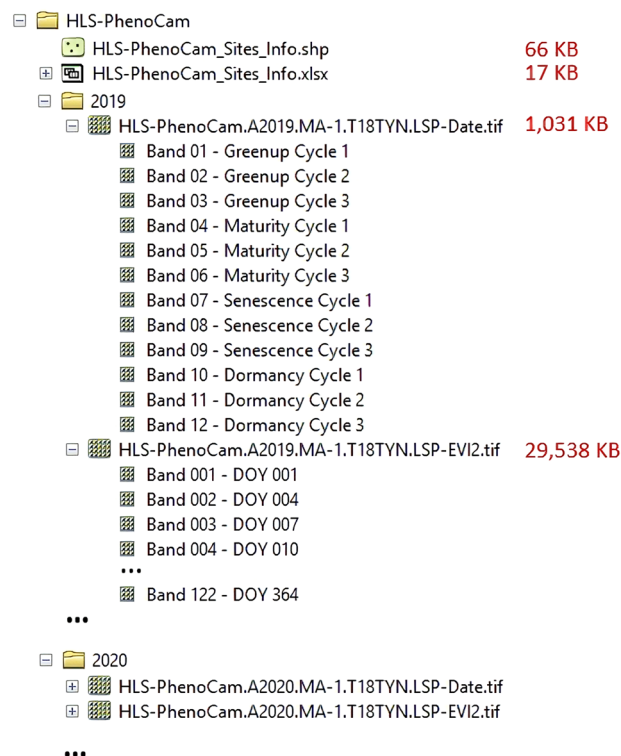 HLS-PhenoCam
HLS-PhenoCam_Sites_Info.shp 66 KB
HLS-PhenoCam_Sites_Info.xlsx 17 KB
2019
HLS-PhenoCam.A2019.MA-1.T18TYN.LSP-Date.tif 1,031 KB
Band 01 - Greenup Cycle 1
Band 02 - Greenup Cycle 2
Band 03 - Greenup Cycle 3
Band 04 - Maturity Cycle 1
Band 05 - Maturity Cycle 2
Band 06 - Maturity Cycle 3
Band 07 - Senescence Cycle 1
Band 08 - Senescence Cycle 2
Band 09 - Senescence Cycle 3
Band 10 - Dormancy Cycle 1
Band 11 - Dormancy Cycle 2
Band 12 - Dormancy Cycle 3
HLS-PhenoCam.A2019.MA-1.T18TYN.LSP-EVI2.tif 29,538 KB
Band 001 - DOY 001
Band 002 - DOY 004
Band 003 - DOY 007
Band 004 - DOY 010
...
Band 122 - DOY 364
...
2020
HLS-PhenoCam.A2020.MA-1.T18TYN.LSP-Date.tif
HLS-PhenoCam.A2020.MA-1.T18TYN.LSP-EVI2.tif
...